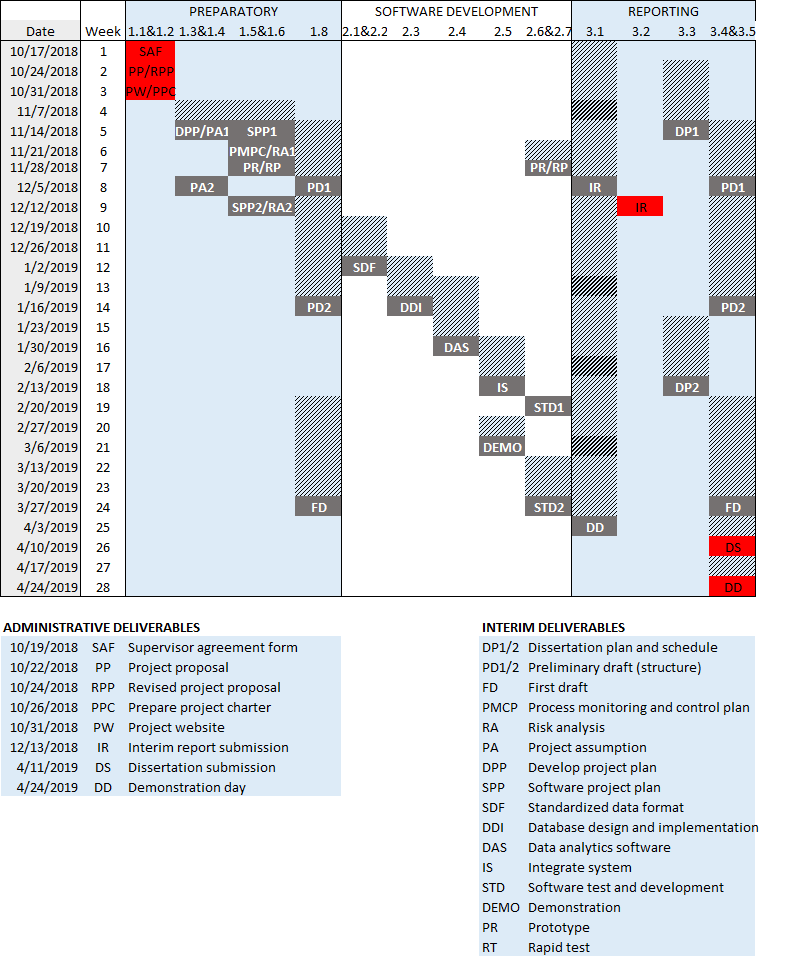 PREPARATORY SOFTWARE DEVELOPMENT REPORTING
Date Week 1.1&1.2 1.3&1.4 1.5&1.6 1.8 2.1&2.2 2.3 2.4 2.5 2.6&2.7 3.1 3.2 3.3 3.4&3.5
10/17/2018 1 SAF
10/24/2018 2 PP/RPP
10/31/2018 3 PW/PPC
11/7/2018 4
11/14/2018 5 DPP/PA1 SPP1 DP1
11/21/2018 6 PMPC/RA1
11/28/2018 7 PR/RP PR/RP
12/5/2018 8 PA2 PD1 IR PD1
12/12/2018 9 SPP2/RA2 IR
12/19/2018 10
12/26/2018 11
1/2/2019 12 SDF
1/9/2019 13
1/16/2019 14 PD2 DDI PD2
1/23/2019 15
1/30/2019 16 DAS
2/6/2019 17
2/13/2019 18 IS DP2
2/20/2019 19 STD1
2/27/2019 20
3/6/2019 21 DEMO
3/13/2019 22
3/20/2019 23
3/27/2019 24 FD STD2 FD
4/3/2019 25 DD
4/10/2019 26 DS
4/17/2019 27
4/24/2019 28 DD
ADMINISTRATIVE DELIVERABLES
10/19/2018 SAF Supervisor agreement form
10/22/2018 PP Project proposal
10/24/2018 RPP Revised project proposal
10/26/2018 PPC Prepare project charter
10/31/2018 PW Project website
12/13/2018 IR Interim report submission
4/11/2019 DS Dissertation submission
4/24/2019 DD Demonstration day
INTERIM DELIVERABLES
DP1/2 Dissertation plan and schedule
PD1/2 Preliminary draft (structure)
FD First draft
PMCP Process monitoring and control plan
RA Risk analysis
PA Project assumption
DPP Develop project plan
SPP Software project plan
SDF Standardized data format
DDI Database design and implementation
DAS Data analytics software
IS Integrate system
STD Software test and development
DEMO Demonstration
PR Prototype
RT Rapid test